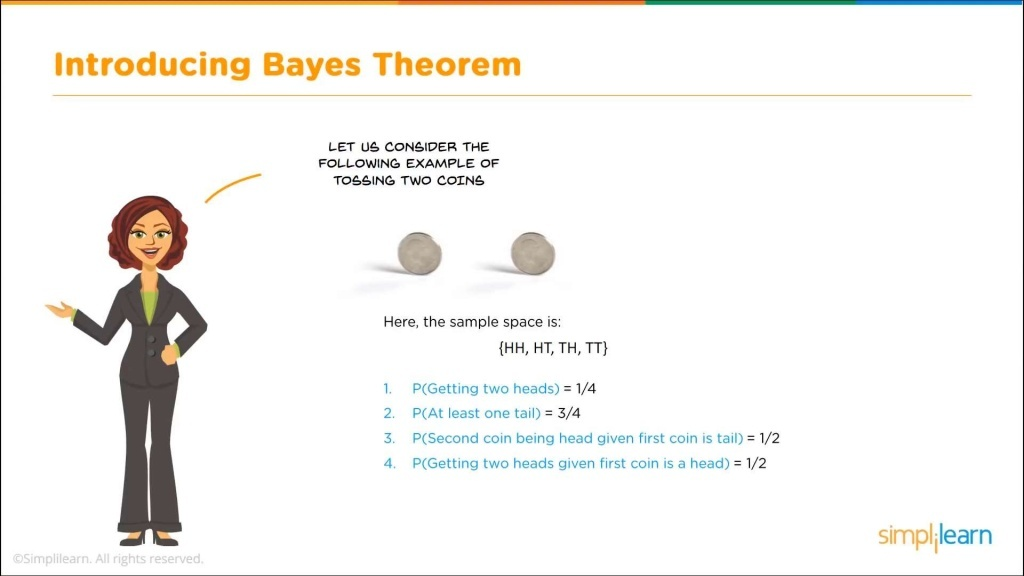 Introducing Bayes Theorem
LET US CONSIDER THE
FOLLOWING EXAMPLE OF
TOSSING TWO COINS
Here, the sample space is:
{HH, HT, TH, TT}
1. P(Getting two heads) = 1/4
2. P(At least one tail) = 3/4
3. P(Second coin being head given first coin is tail) = 1/2
4. P(Getting two heads given first coin is a head) = 1/2
simplilearn
©Simplilearn. All rights reserved.